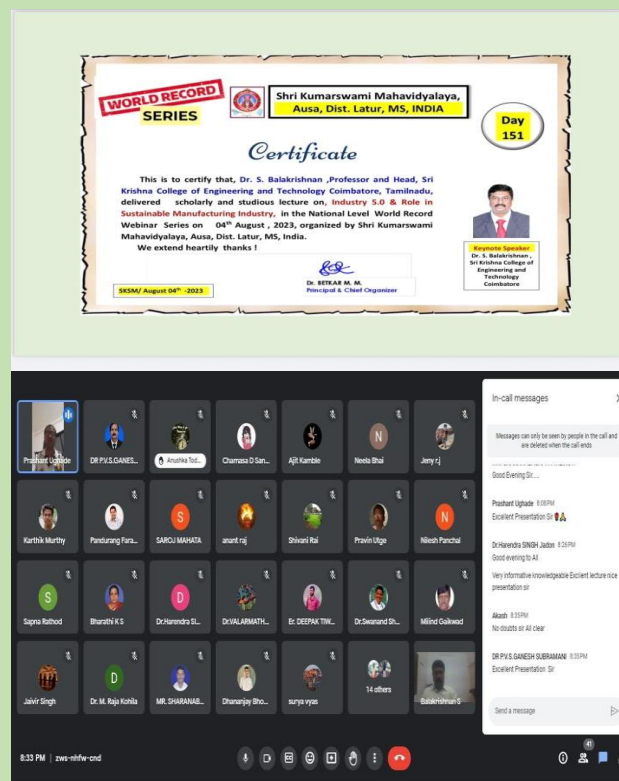 WORLD RECORD
SERIES
Shri Kumarswami Mahavidyalaya,
Ausa, Dist. Latur, MS, INDIA
Day
151
Certificate
This is to certify that, Dr. S. Balakrishnan ,Professor and Head, Sri
Krishna College of Engineering and Technology Coimbatore, Tamilnadu,
delivered scholarly and studious lecture on, Industry 5.0 & Role in
Sustainable Manufacturing Industry, in the National Level World Record
Webinar Series on 04th August , 2023, organized by Shri Kumarswami
Mahavidyalaya, Ausa, Dist. Latur, MS, India.
We extend heartily thanks !
Keynote Speaker
Dr. S. Balakrishnan ,
Sri Krishna College of
Engineering and
Technology
Coimbatore
SKSM/ August 04th -2023
Dr. BETKAR M. M.
Principal & Chief Organizer
Prashant Ughade
DR P.V.S.GANES...
Anushka Tod...
Chamasa D San...
Ajit Kamble
Neela Bhai
Jeny r.j
Karthik Murthy
Pandurang Fara...
SAROJ MAHATA
anant raj
Shivani Rai
Pravin Utge
Nilesh Panchal
Sapna Rathod
Bharathi K S
Dr.Harendra Si...
Dr.VALARMATH...
Er. DEEPAK TIW...
Dr.Swanand Sh...
Milind Gaikwad
Jaivir Singh
Dr. M. Raja Kohila
MR. SHARANAB...
Dhananjay Bho...
surya vyas
14 others
Balakrishnan S
In-call messages
Messages can only be seen by people in the call and
are deleted when the call ends
Good Evening Sir.....
Prashant Ughade 8:08PM
Excelent Presentation Sir
Dr.Harendra SINGH Jadon 8:26PM
Good evening to All
Very informative knowledgeable Exclient lecture nice
presentation sir
Akash 8:35PM
No doubts sir All clear
DR P.V.S.GANESH SUBRAMANI 8:35PM
Excelent Presentation Sir
Send a message
8:33 PM | zws-nhfw-cnd
41